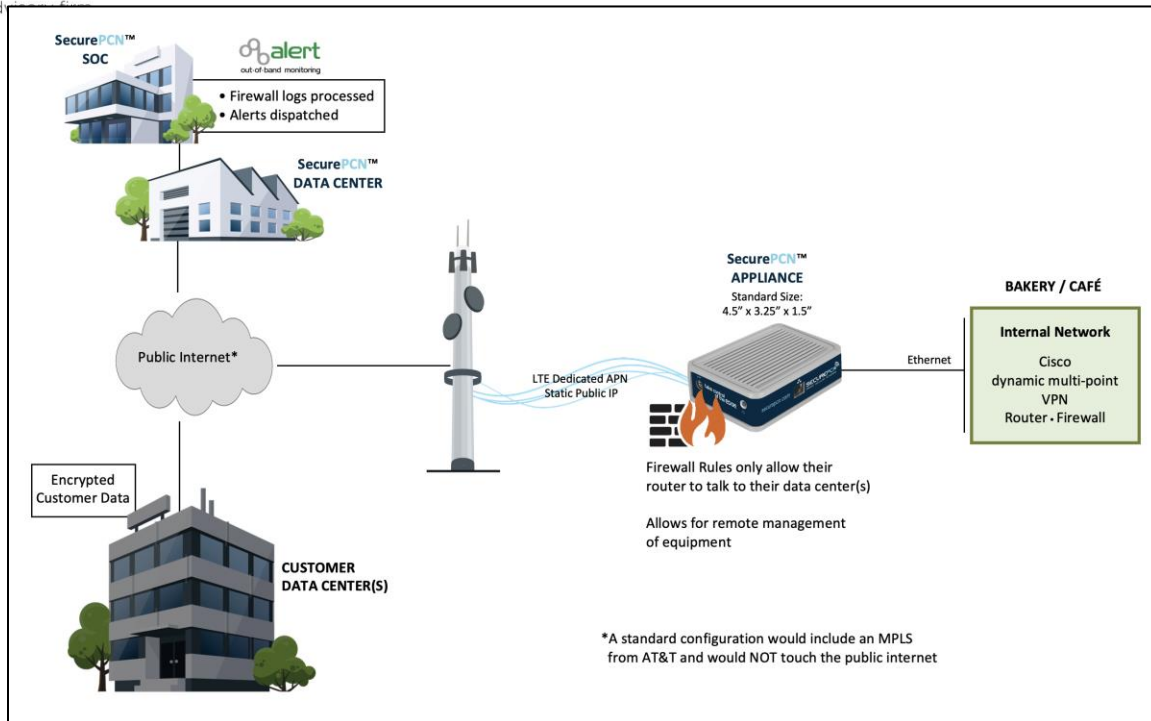 SecurePCN™
SOC
alert
out-of-band monitoring
• Firewall logs processed
• Alerts dispatched
SecurePCN™
DATA CENTER
Public Internet*
LTE Dedicated APN
Static Public IP
SecurePCN™
APPLIANCE
Standard Size:
4.5” x 3.25” x 1.5”
Ethernet
BAKERY / CAFÉ
Internal Network
Cisco
dynamic multi-point
VPN
Router • Firewall
Firewall Rules only allow their
router to talk to their data center(s)
Allows for remote management
of equipment
Encrypted
Customer Data
CUSTOMER
DATA CENTER(S)
*A standard configuration would include an MPLS
from AT&T and would NOT touch the public internet